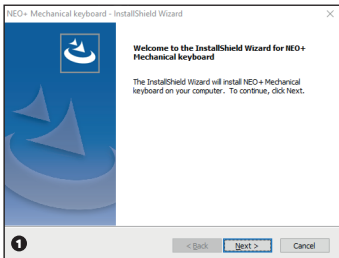 NEO+ Mechanical keyboard - InstallShield Wizard
Welcome to the InstallShield Wizard for NEO+
Mechanical keyboard
The InstallShield Wizard will install NEO+ Mechanical
keyboard on your computer. To continue, click Next.
1
< Back Next > Cancel